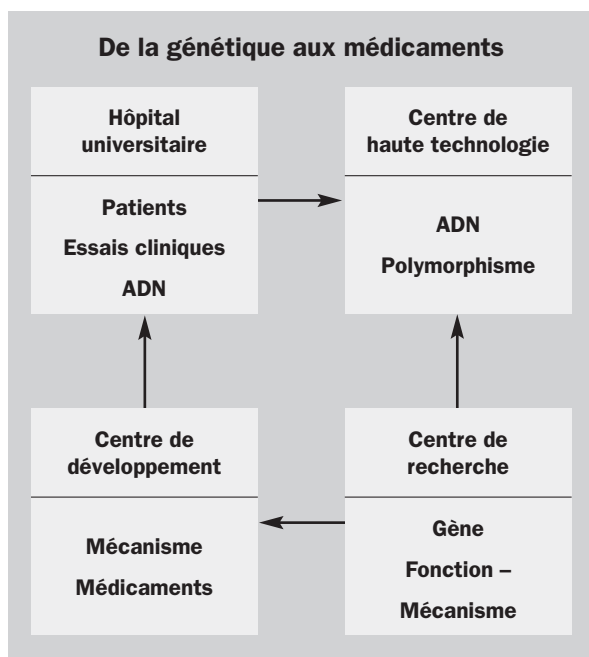 De la génétique aux médicaments
Hôpital
universitaire
Patients
Essais cliniques
ADN
Centre de
haute technologie
ADN
Polymorphisme
Centre de
développement
Mécanisme
Médicaments
Centre de
recherche
Gène
Fonction –
Mécanisme